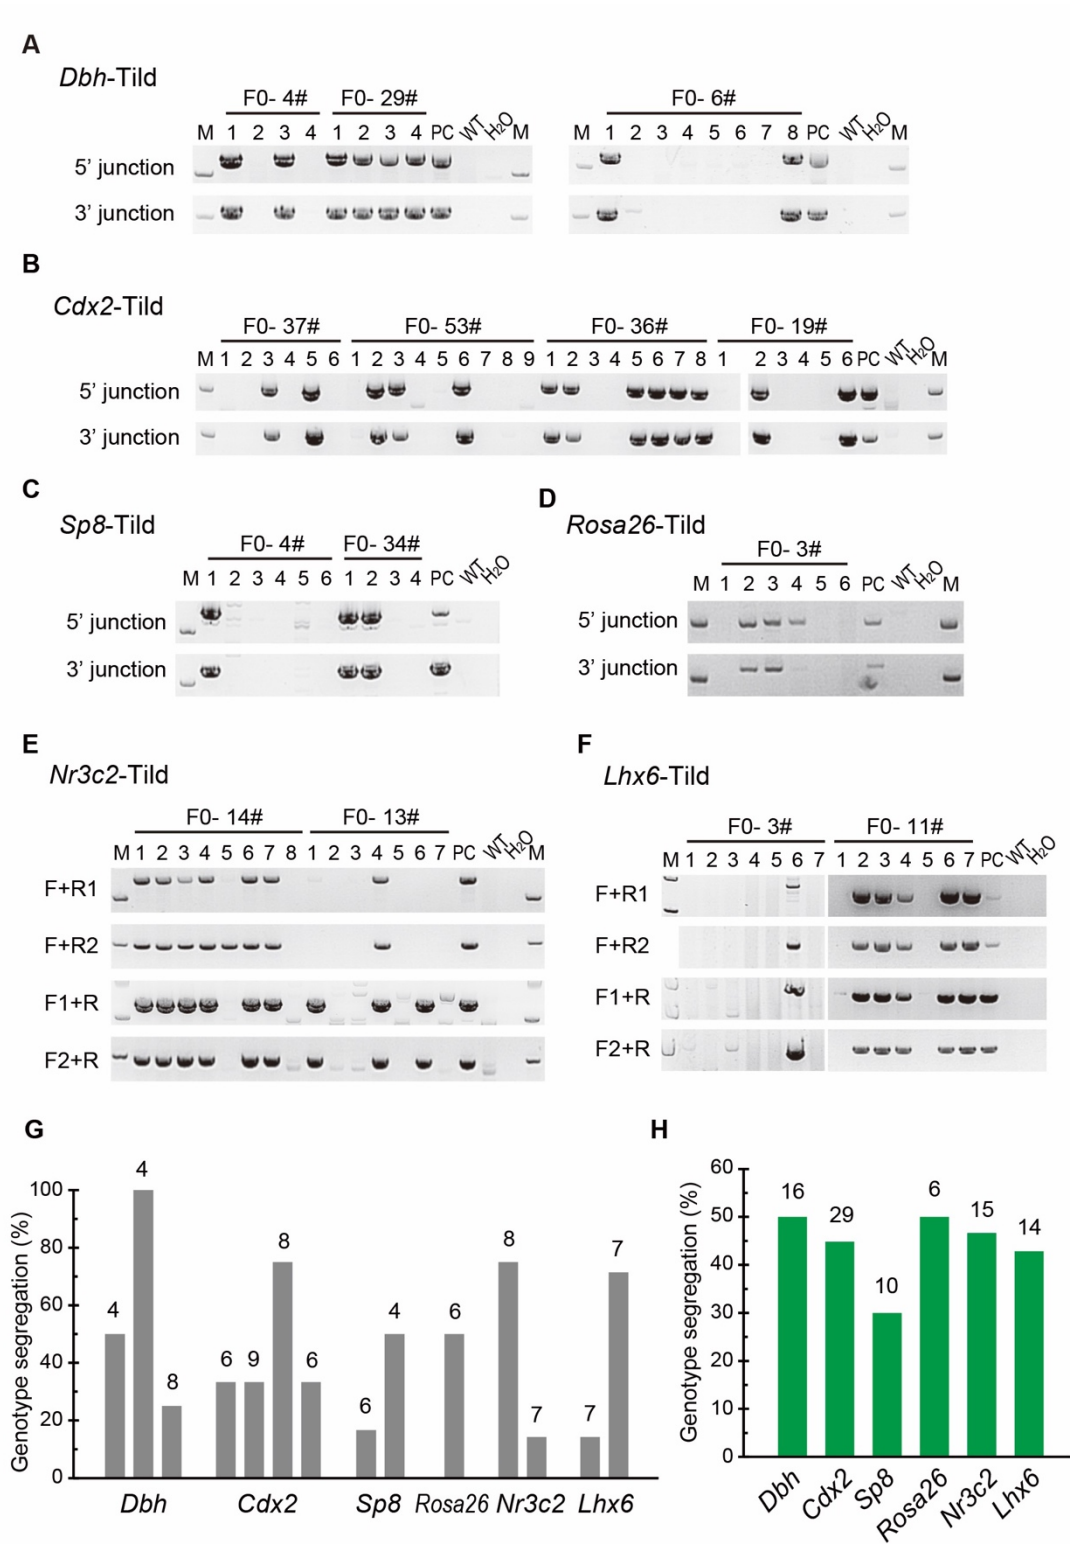 A
Dbh-Tild
F0- 4# F0- 29# F0- 6#
M 1 2 3 4 1 2 3 4 PC WT H₂O M M 1 2 3 4 5 6 7 8 PC WT H₂O M
5’ junction
3’ junction
B
Cdx2-Tild
F0- 37# F0- 53# F0- 36# F0- 19#
M 1 2 3 4 5 6 1 2 3 4 5 6 7 8 9 1 2 3 4 5 6 7 8 1 2 3 4 5 6 PC WT H₂O M
5’ junction
3’ junction
C
Sp8-Tild
F0- 4# F0- 34#
M 1 2 3 4 5 6 1 2 3 4 PC WT H₂O
5’ junction
3’ junction
D
Rosa26-Tild
F0- 3#
M 1 2 3 4 5 6 PC WT H₂O M
5’ junction
3’ junction
E
Nr3c2-Tild
F0- 14# F0- 13#
M 1 2 3 4 5 6 7 8 1 2 3 4 5 6 7 PC WT H₂O M
F+R1
F+R2
F1+R
F2+R
F
Lhx6-Tild
F0- 3# F0- 11#
M 1 2 3 4 5 6 7 1 2 3 4 5 6 7 PC WT H₂O
F+R1
F+R2
F1+R
F2+R
G
Genotype segregation (%)
100
80
60
40
20
0
4 4 8 6 9 8 6 6 4 6 8 7 7 7
Dbh Cdx2 Sp8 Rosa26 Nr3c2 Lhx6
H
Genotype segregation (%)
60
50
40
30
20
10
0
16 29 10 6 15 14
Dbh Cdx2 Sp8 Rosa26 Nr3c2 Lhx6